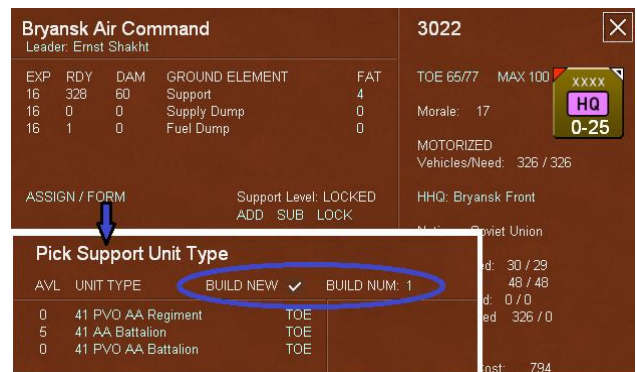 Bryansk Air Command
Leader: Ernst Shakht
EXP RDY DAM GROUND ELEMENT FAT
16 328 60 Support 4
16 0 0 Supply Dump 0
16 1 0 Fuel Dump 0
ASSIGN / FORM Support Level: LOCKED
ADD SUB LOCK
3022
X
TOE 65/77 MAX 100
XXXX
HQ
0-25
Morale: 17
MOTORIZED
Vehicles/Need: 326 / 326
HHQ: Bryansk Front
Soviet Union
ed: 30 / 29
48 / 48
d: 0 / 0
ed 326 / 0
ost: 794
Pick Support Unit Type
AVL UNIT TYPE BUILD NEW ✓ BUILD NUM: 1
0 41 PVO AA Regiment TOE
5 41 AA Battalion TOE
0 41 PVO AA Battalion TOE